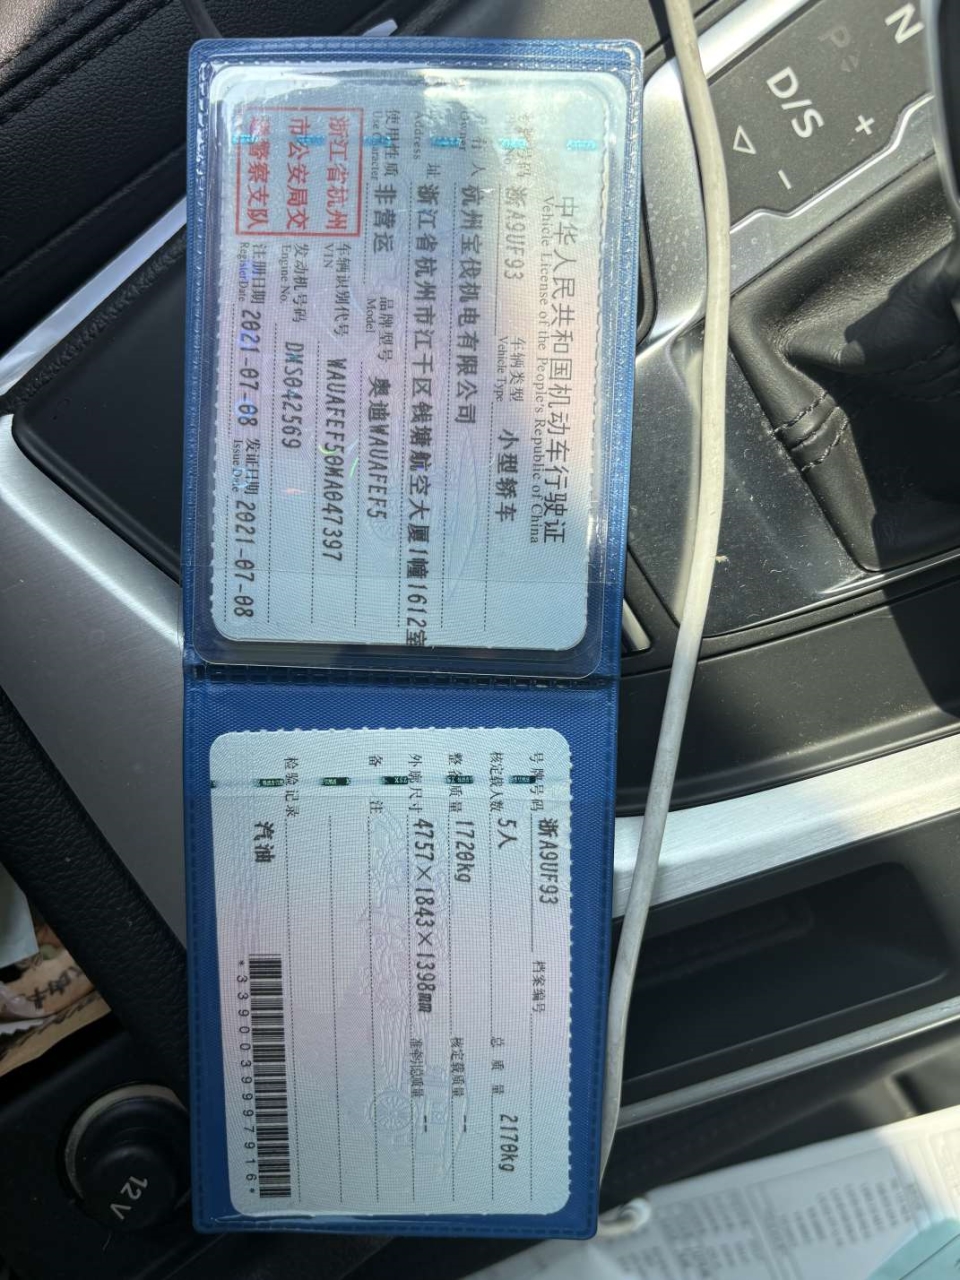 中华人民共和国机动车行驶证
Vehicle License of the People's Republic of China
号牌号码 浙A9UF93 车辆类型 小型轿车
Vehicle Type
所有人 杭州宝伐机电有限公司
Owner
住址 浙江省杭州市江干区钱塘航空大厦1幢1612室
Address
使用性质 非营运 品牌型号 奥迪WAUAFEF5
Use Character Model
浙江省杭州市公安局交通警察支队
车辆识别代号 WAUAFEF50MA047397
VIN
发动机号码 DMS042569
Engine No.
注册日期 2021-07-08 发证日期 2021-07-08
Register Date Issue Date
号牌号码 浙A9UF93 档案编号
核定载人数 5人 总质量 2170kg
整备质量 1720kg 核定载质量 --
外廓尺寸 4757×1843×1398mm 准牵引总质量 --
备注
检验记录
汽油
*3390039997916*
N
P
D/S
+
-
12V